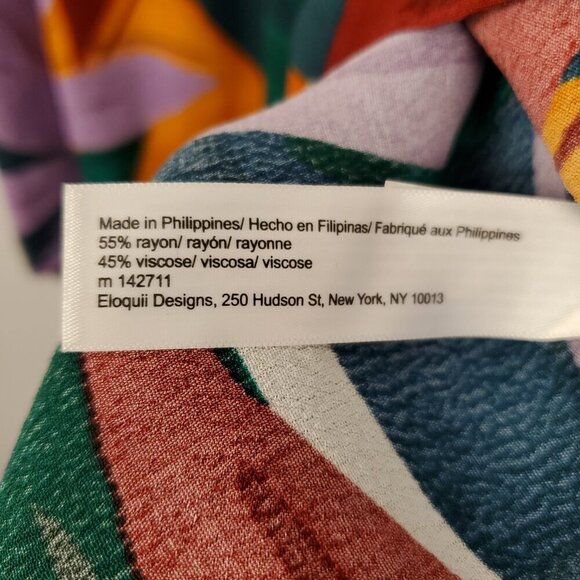 Made in Philippines/ Hecho en Filipinas/ Fabriqué aux Philippines
55% rayon/ rayón/ rayonne
45% viscose/ viscosa/ viscose
m 142711
Eloquii Designs, 250 Hudson St, New York, NY 10013